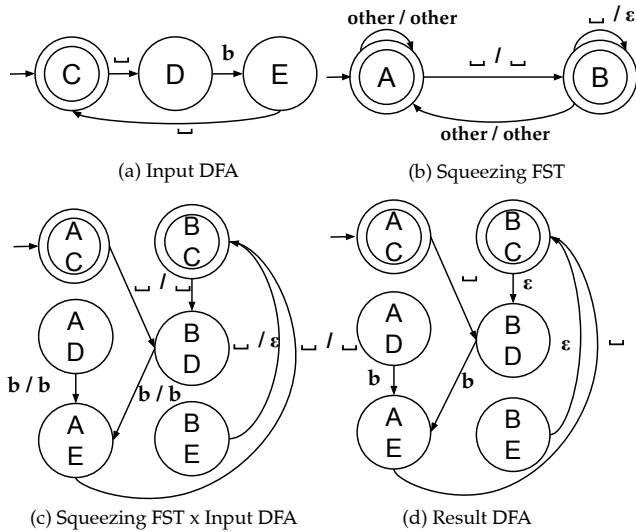 other / other
␣ / ε
␣
b
␣ / ␣
C
D
E
A
B
␣
other / other
(a) Input DFA
(b) Squeezing FST
A
C
B
C
A
C
B
C
␣ / ␣
␣
ε
A
D
B
D
␣ / ε
␣ / ␣
A
D
B
D
ε
␣
b / b
b / b
b
b
A
E
B
E
A
E
B
E
(c) Squeezing FST x Input DFA
(d) Result DFA